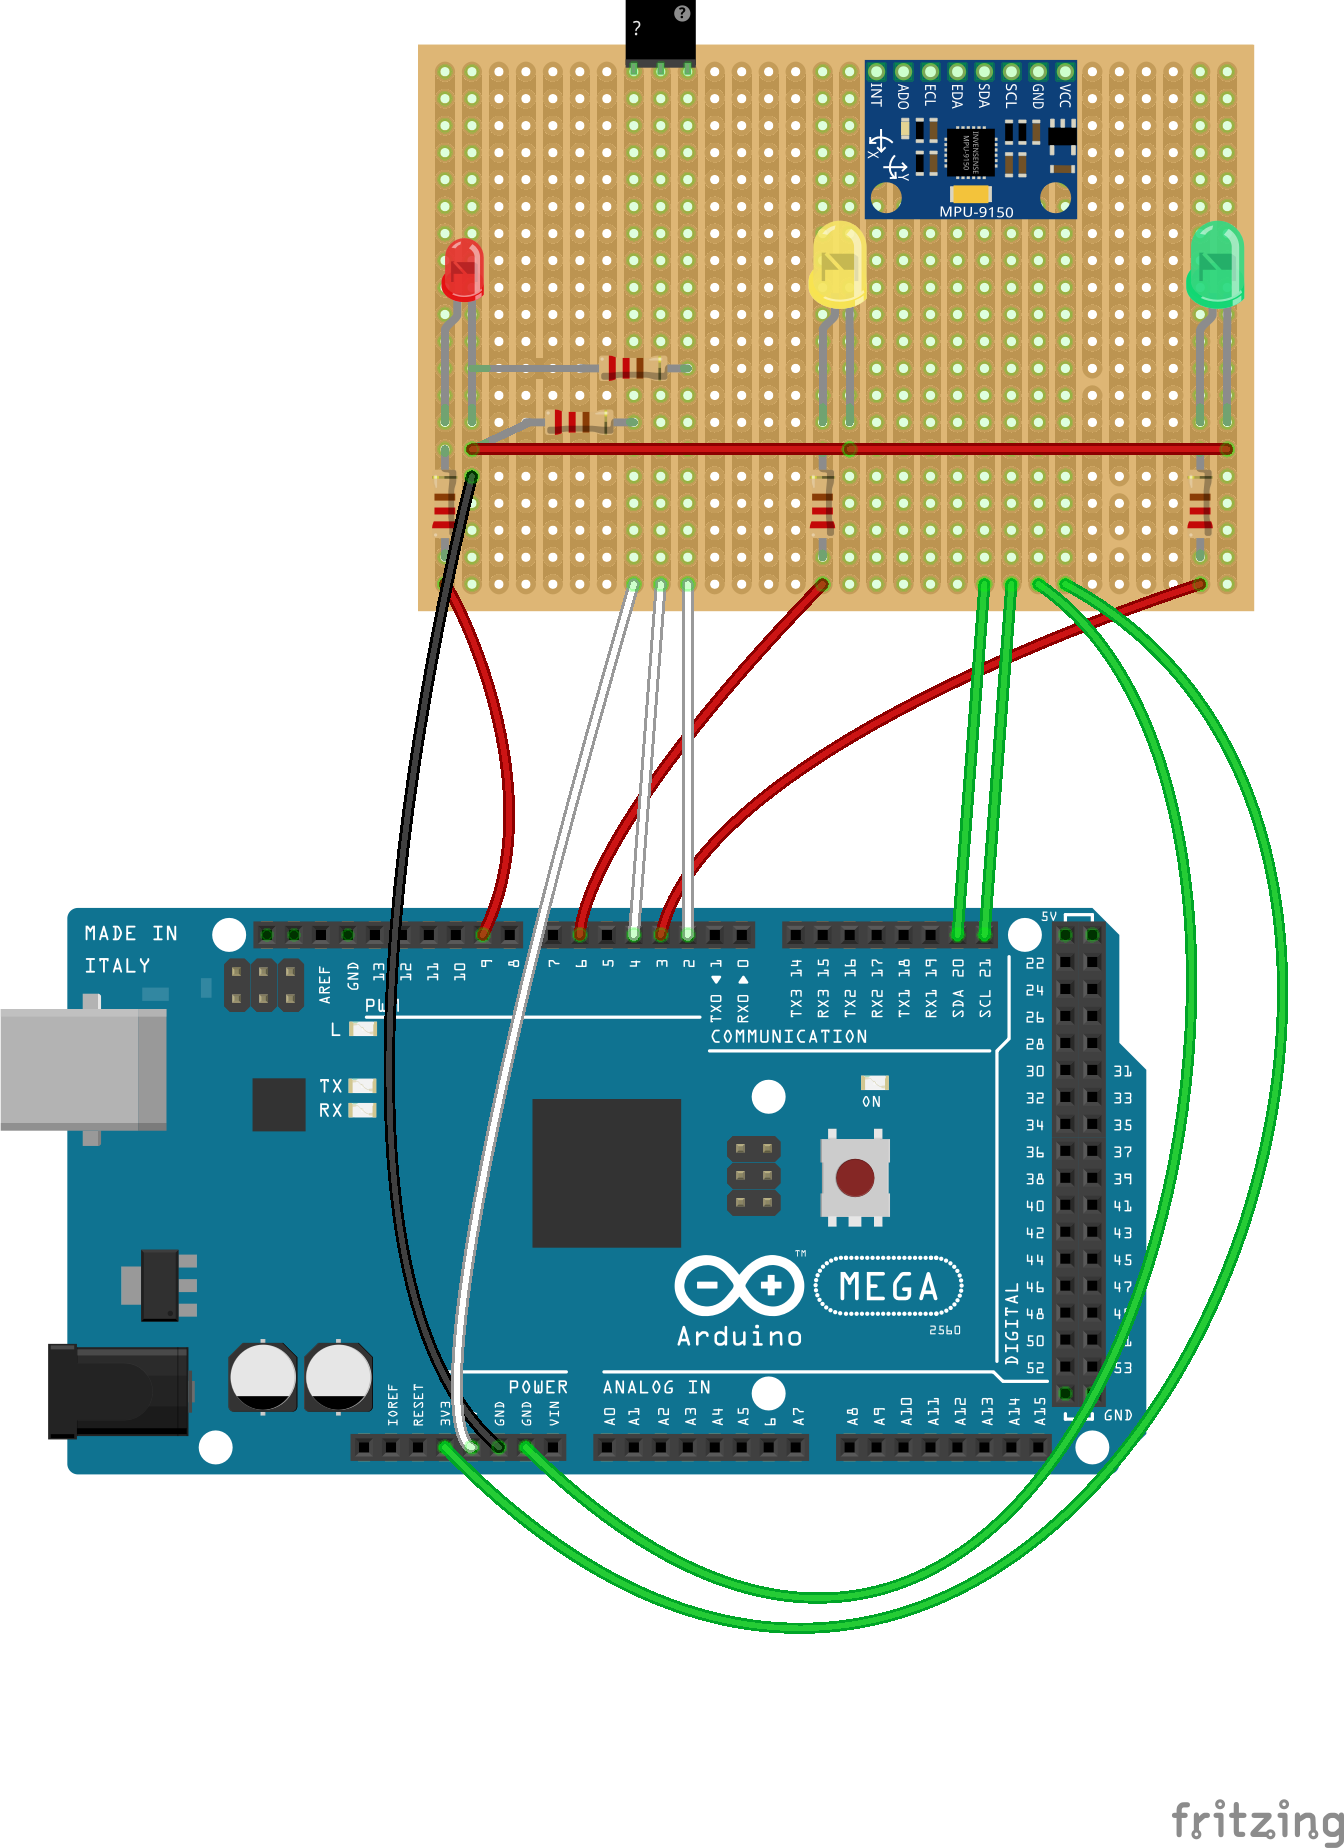 ?
?
INT
ADO
ECL
EDA
SDA
SCL
GND
VCC
INVENSENSE
MPU-9150
X
Y
MPU-9150
MADE IN
ITALY
AREF
GND
13
12
11
10
9
8
7
6
5
4
3
2
TX0 1
RX0 0
TX3 14
RX3 15
TX2 16
RX2 17
TX1 18
RX1 19
SDA 20
SCL 21
5V
PWM
COMMUNICATION
L
TX
RX
ON
22
24
26
28
30 31
32 33
34 35
36 37
38 39
40 41
42 43
44 45
46 47
48
50
52 53
DIGITAL
GND
TM
MEGA
Arduino
2560
POWER
ANALOG IN
IOREF
RESET
3V3
GND
GND
VIN
A0
A1
A2
A3
A4
A5
6
A7
A8
A9
A10
A11
A12
A13
A14
A15
fritzing